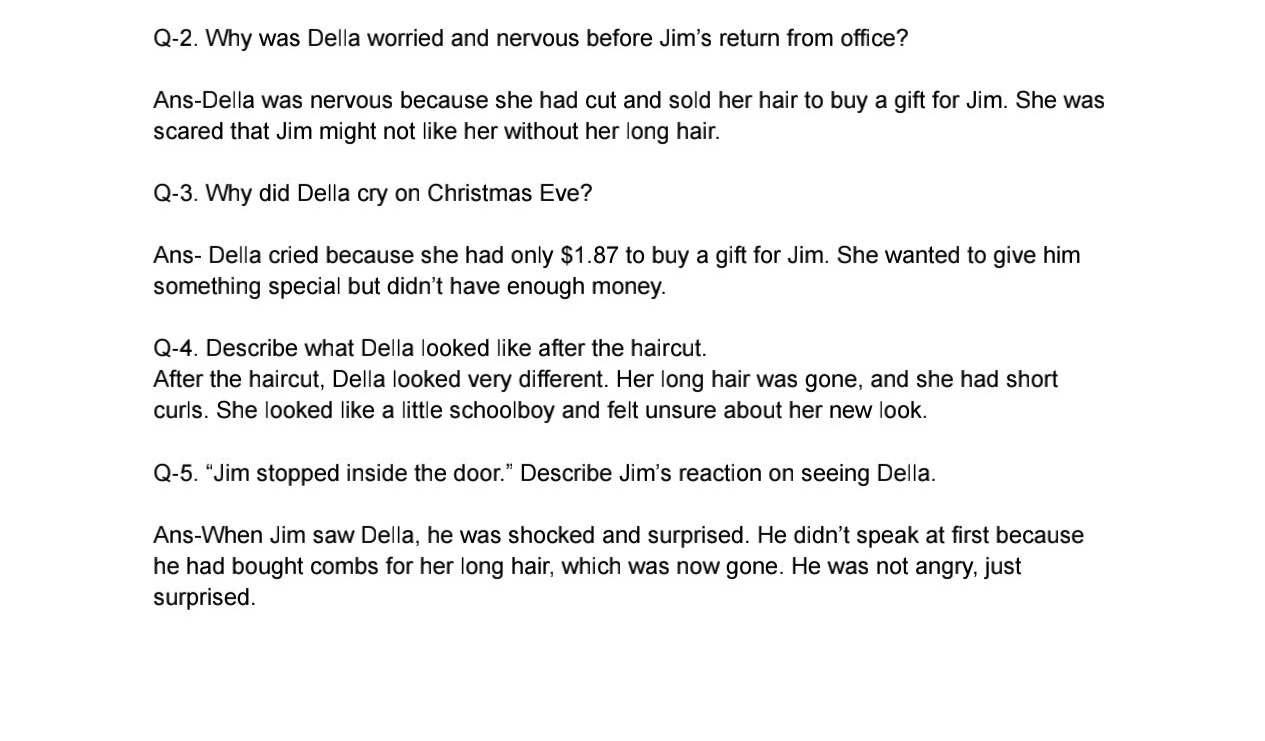 Q-2. Why was Della worried and nervous before Jim’s return from office?
Ans-Della was nervous because she had cut and sold her hair to buy a gift for Jim. She was
scared that Jim might not like her without her long hair.
Q-3. Why did Della cry on Christmas Eve?
Ans- Della cried because she had only $1.87 to buy a gift for Jim. She wanted to give him
something special but didn’t have enough money.
Q-4. Describe what Della looked like after the haircut.
After the haircut, Della looked very different. Her long hair was gone, and she had short
curls. She looked like a little schoolboy and felt unsure about her new look.
Q-5. “Jim stopped inside the door.” Describe Jim’s reaction on seeing Della.
Ans-When Jim saw Della, he was shocked and surprised. He didn’t speak at first because
he had bought combs for her long hair, which was now gone. He was not angry, just
surprised.